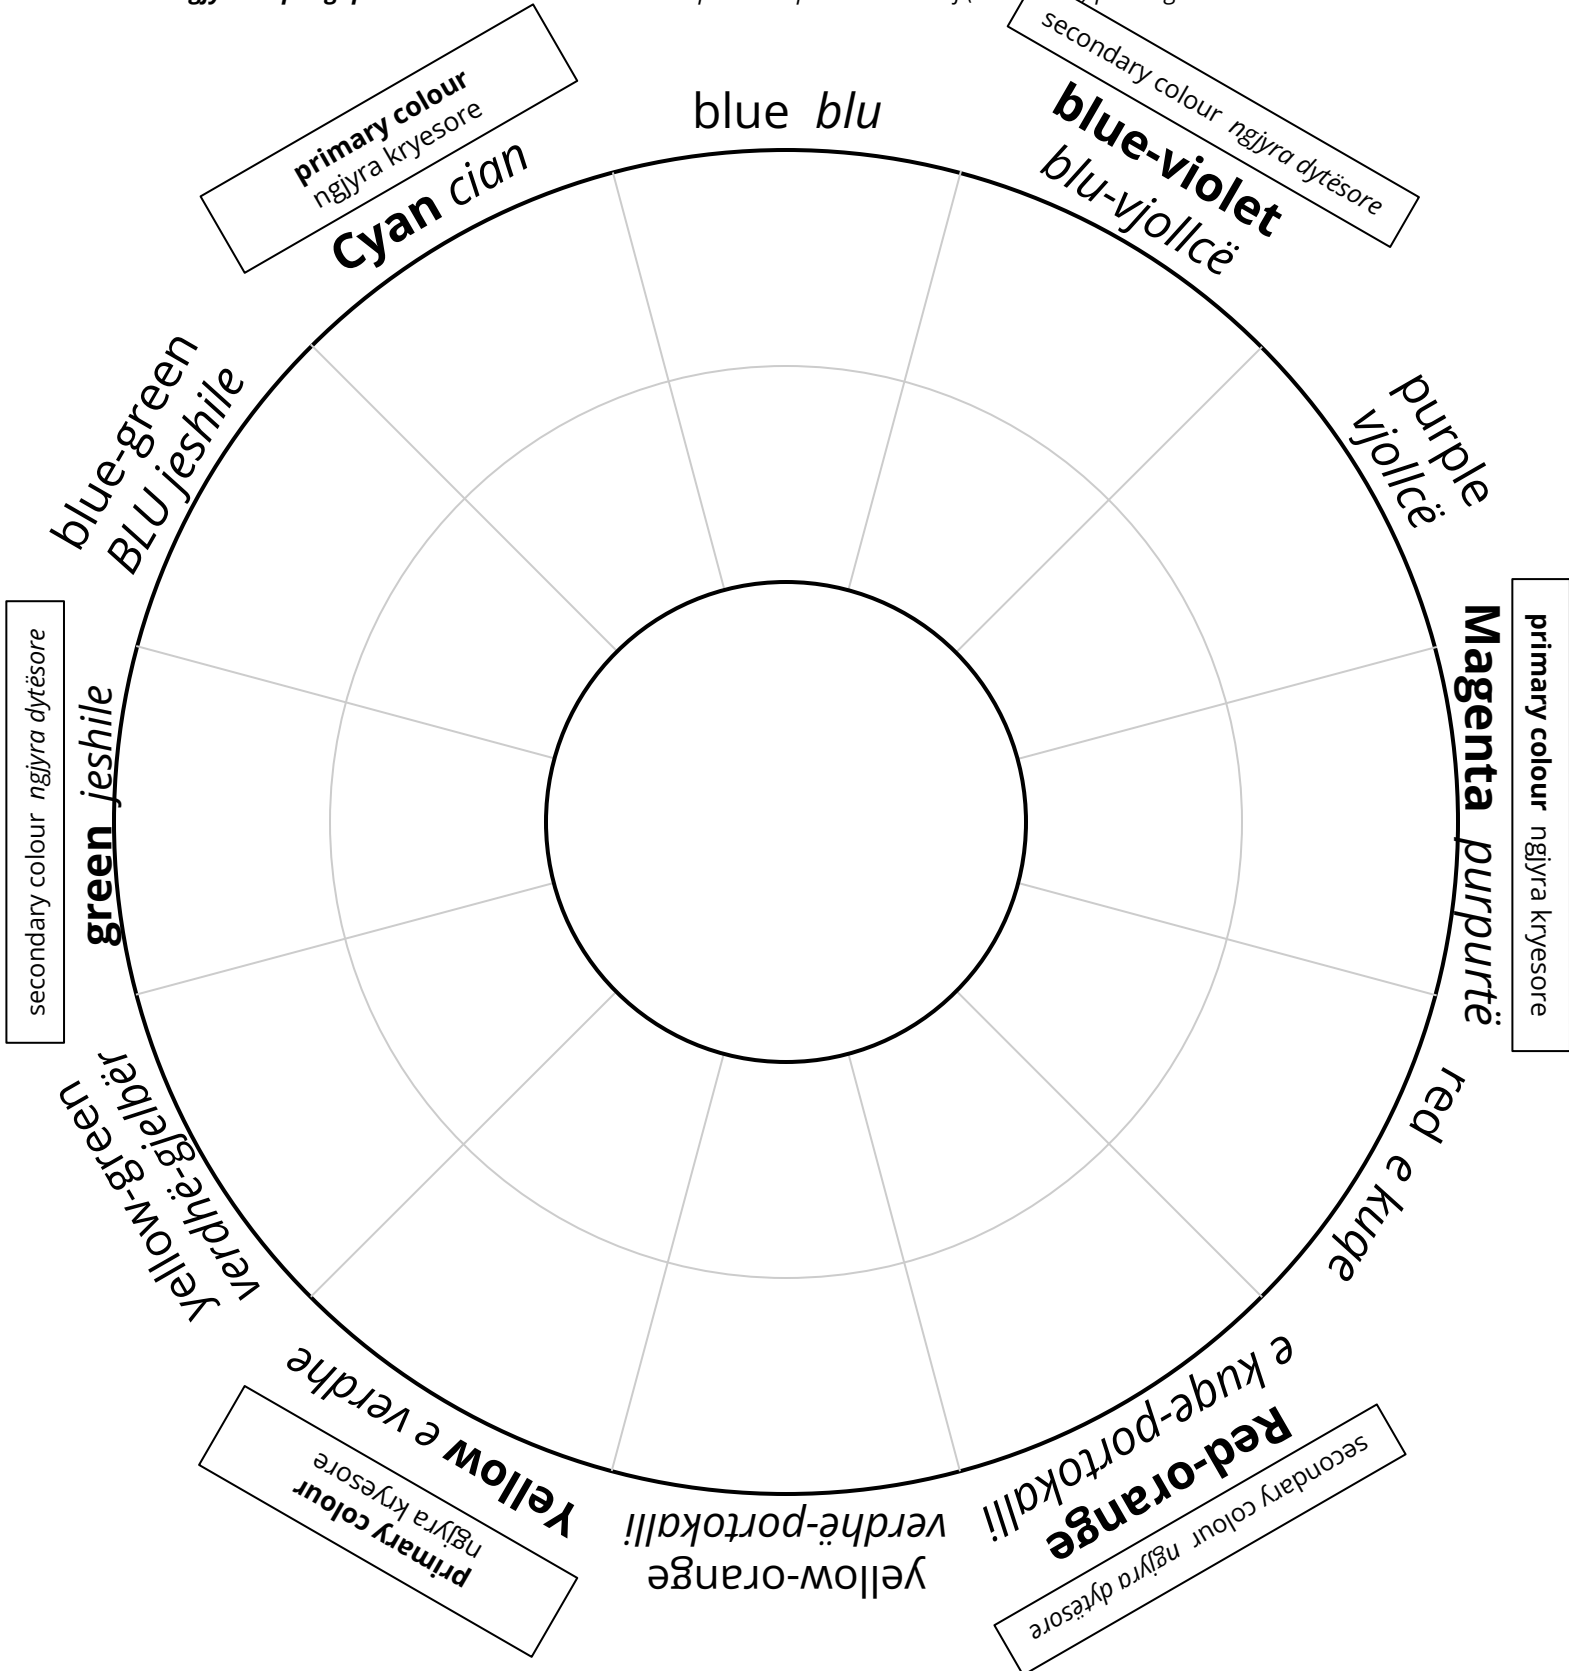 primary colour
ngjyra kryesore
Cyan cian
blue blu
secondary colour ngjyra dytësore
blue-violet
blu-vjollcë
purple
vjollcë
primary colour ngjyra kryesore
Magenta purpurtë
red e kuqe
e kuqe-portokalli
Red-orange
secondary colour ngjyra dytësore
verdhë-portokalli
yellow-orange
Yellow e verdhe
ngjyra kryesore
primary colour
verdhë-gjelbër
yellow-green
secondary colour ngjyra dytësore
green jeshile
blue-green
BLU jeshile